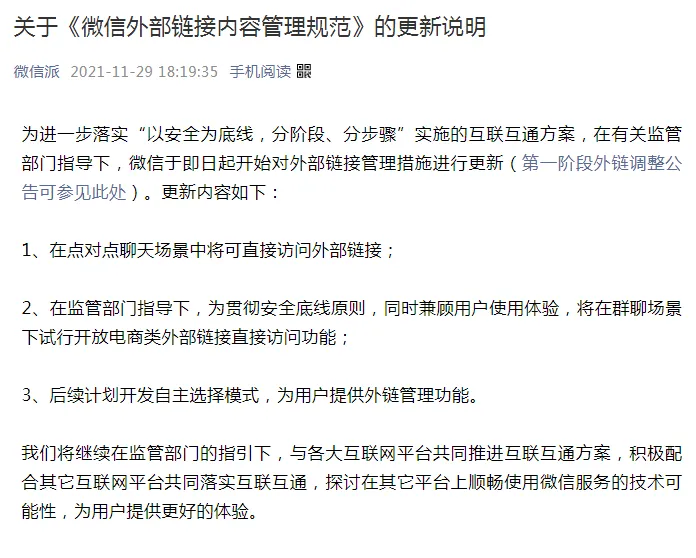 关于《微信外部链接内容管理规范》的更新说明
微信派 2021-11-29 18:19:35 手机阅读
为进一步落实“以安全为底线，分阶段、分步骤”实施的互联互通方案，在有关监管
部门指导下，微信于即日起开始对外部链接管理措施进行更新（第一阶段外链调整公
告可参见此处）。更新内容如下：
1、在点对点聊天场景中将可直接访问外部链接；
2、在监管部门指导下，为贯彻安全底线原则，同时兼顾用户使用体验，将在群聊场景
下试行开放电商类外部链接直接访问功能；
3、后续计划开发自主选择模式，为用户提供外链管理功能。
我们将继续在监管部门的指引下，与各大互联网平台共同推进互联互通方案，积极配
合其它互联网平台共同落实互联互通，探讨在其它平台上顺畅使用微信服务的技术可
能性，为用户提供更好的体验。